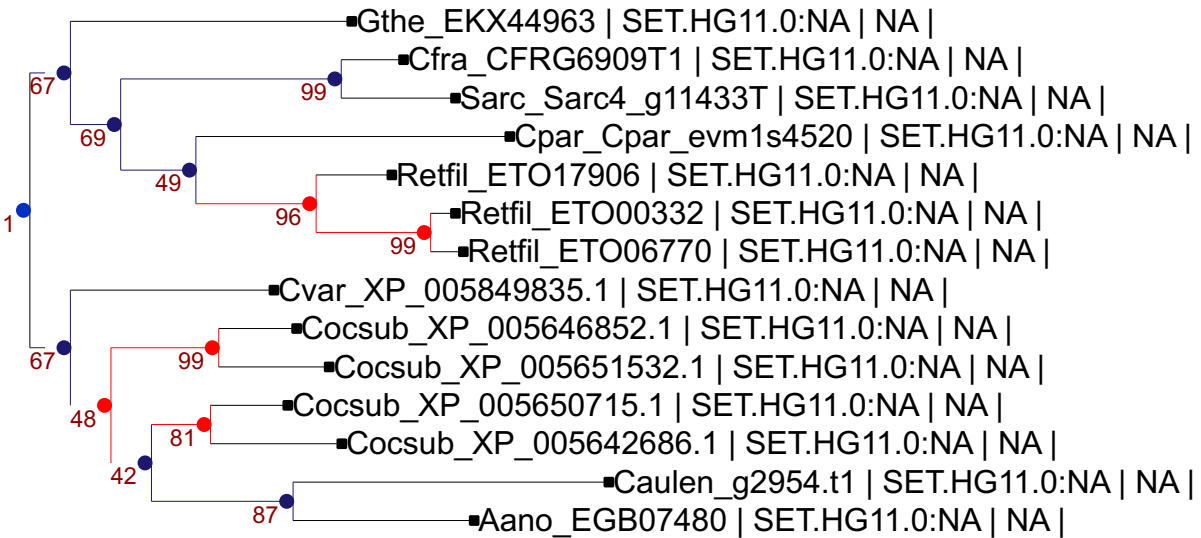 Gthe_EKX44963 | SET.HG11.0:NA | NA |
Cfra_CFRG6909T1 | SET.HG11.0:NA | NA |
67
99
Sarc_Sarc4_g11433T | SET.HG11.0:NA | NA |
69
Cpar_Cpar_evm1s4520 | SET.HG11.0:NA | NA |
49
Retfil_ETO17906 | SET.HG11.0:NA | NA |
96
Retfil_ETO00332 | SET.HG11.0:NA | NA |
1
99
Retfil_ETO06770 | SET.HG11.0:NA | NA |
Cvar_XP_005849835.1 | SET.HG11.0:NA | NA |
Cocsub_XP_005646852.1 | SET.HG11.0:NA | NA |
67
99
Cocsub_XP_005651532.1 | SET.HG11.0:NA | NA |
Cocsub_XP_005650715.1 | SET.HG11.0:NA | NA |
48
81
Cocsub_XP_005642686.1 | SET.HG11.0:NA | NA |
42
Caulen_g2954.t1 | SET.HG11.0:NA | NA |
87
Aano_EGB07480 | SET.HG11.0:NA | NA |